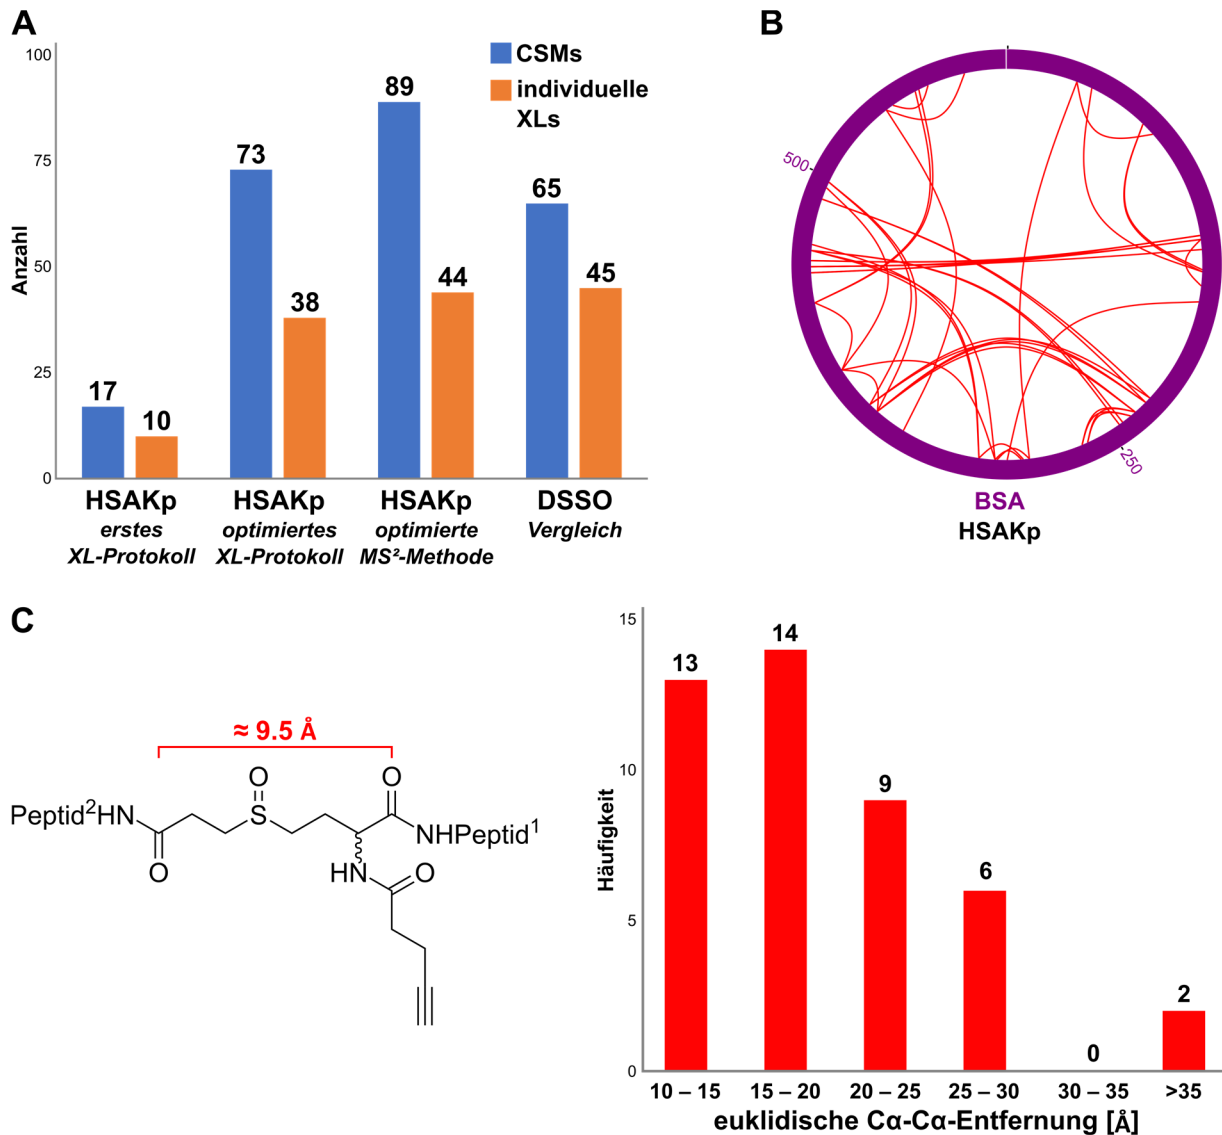 A
100
75
50
25
0
Anzahl
CSMs
individuelle
XLs
17
10
73
38
89
44
65
45
HSAKp
erstes
XL-Protokoll
HSAKp
optimiertes
XL-Protokoll
HSAKp
optimierte
MS²-Methode
DSSO
Vergleich
B
500
250
BSA
HSAKp
C
≈ 9.5 Å
O
O
Peptid²HN
S
NHPeptid¹
O
HN
O
15
10
5
0
Häufigkeit
13
14
9
6
0
2
10 – 15
15 – 20
20 – 25
25 – 30
30 – 35
>35
euklidische Cα-Cα-Entfernung [Å]